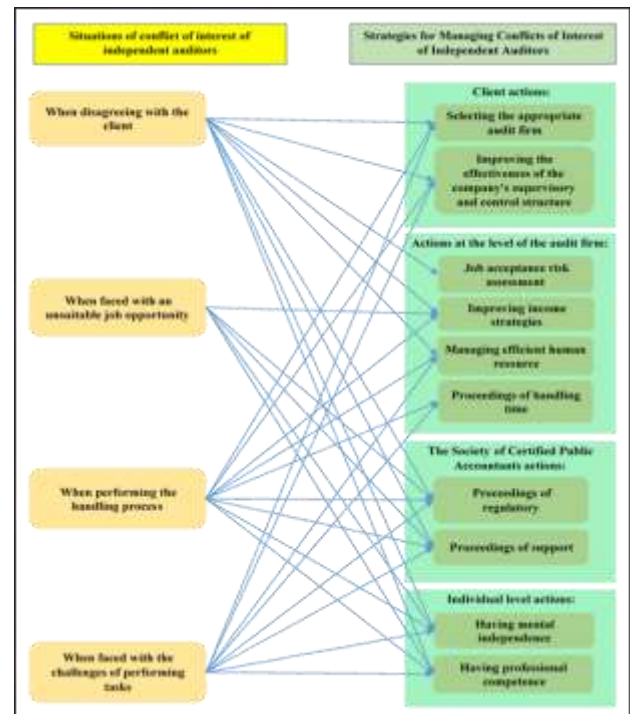 Situations of conflict of interest of
independent auditors
Strategies for Managing Conflicts of Interest
of Independent Auditors
When disagreeing with the
client
When faced with an
unsuitable job opportunity
When performing the
handling process
When faced with the
challenges of performing
tasks
Client actions:
Selecting the appropriate
audit firm
Improving the
effectiveness of the
company's supervisory
and control structure
Actions at the level of the audit firm:
Job acceptance risk
assessment
Improving income
strategies
Managing efficient human
resource
Proceedings of handling
time
The Society of Certified Public
Accountants actions:
Proceedings of
regulatory
Proceedings of support
Individual level actions:
Having mental
independence
Having professional
competence